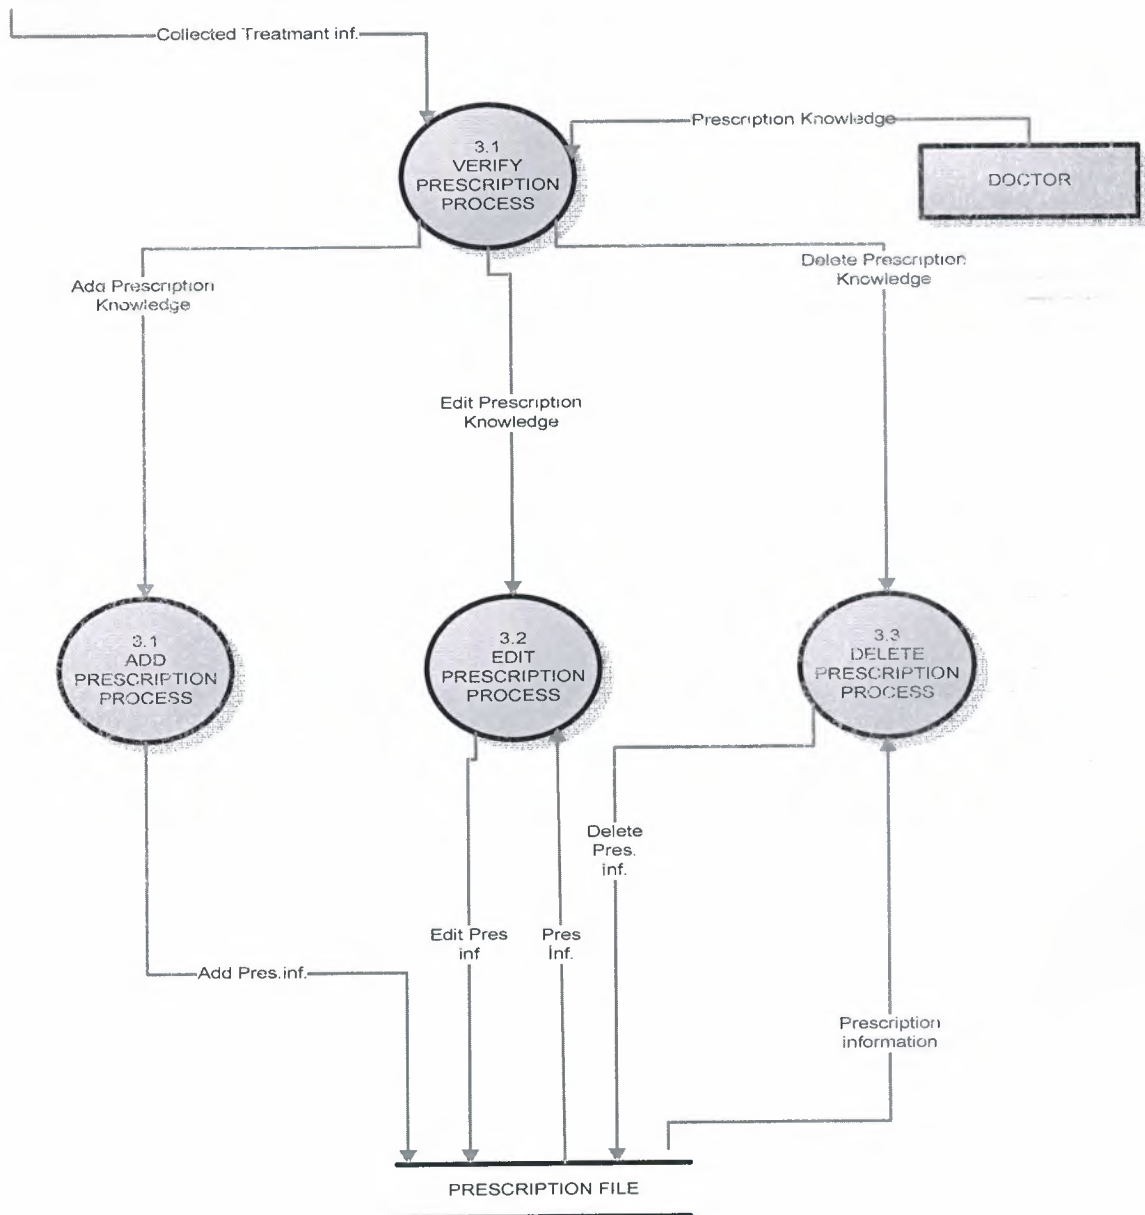 Collected Treatmant inf.
Prescription Knowledge
3.1
VERIFY
PRESCRIPTION
PROCESS
DOCTOR
Add Prescription
Knowledge
Delete Prescription
Knowledge
Edit Prescription
Knowledge
3.1
ADD
PRESCRIPTION
PROCESS
3.2
EDIT
PRESCRIPTION
PROCESS
3.3
DELETE
PRESCRIPTION
PROCESS
Delete
Pres.
inf.
Edit Pres
inf
Pres
Inf.
Add Pres.inf.
Prescription
information
PRESCRIPTION FILE